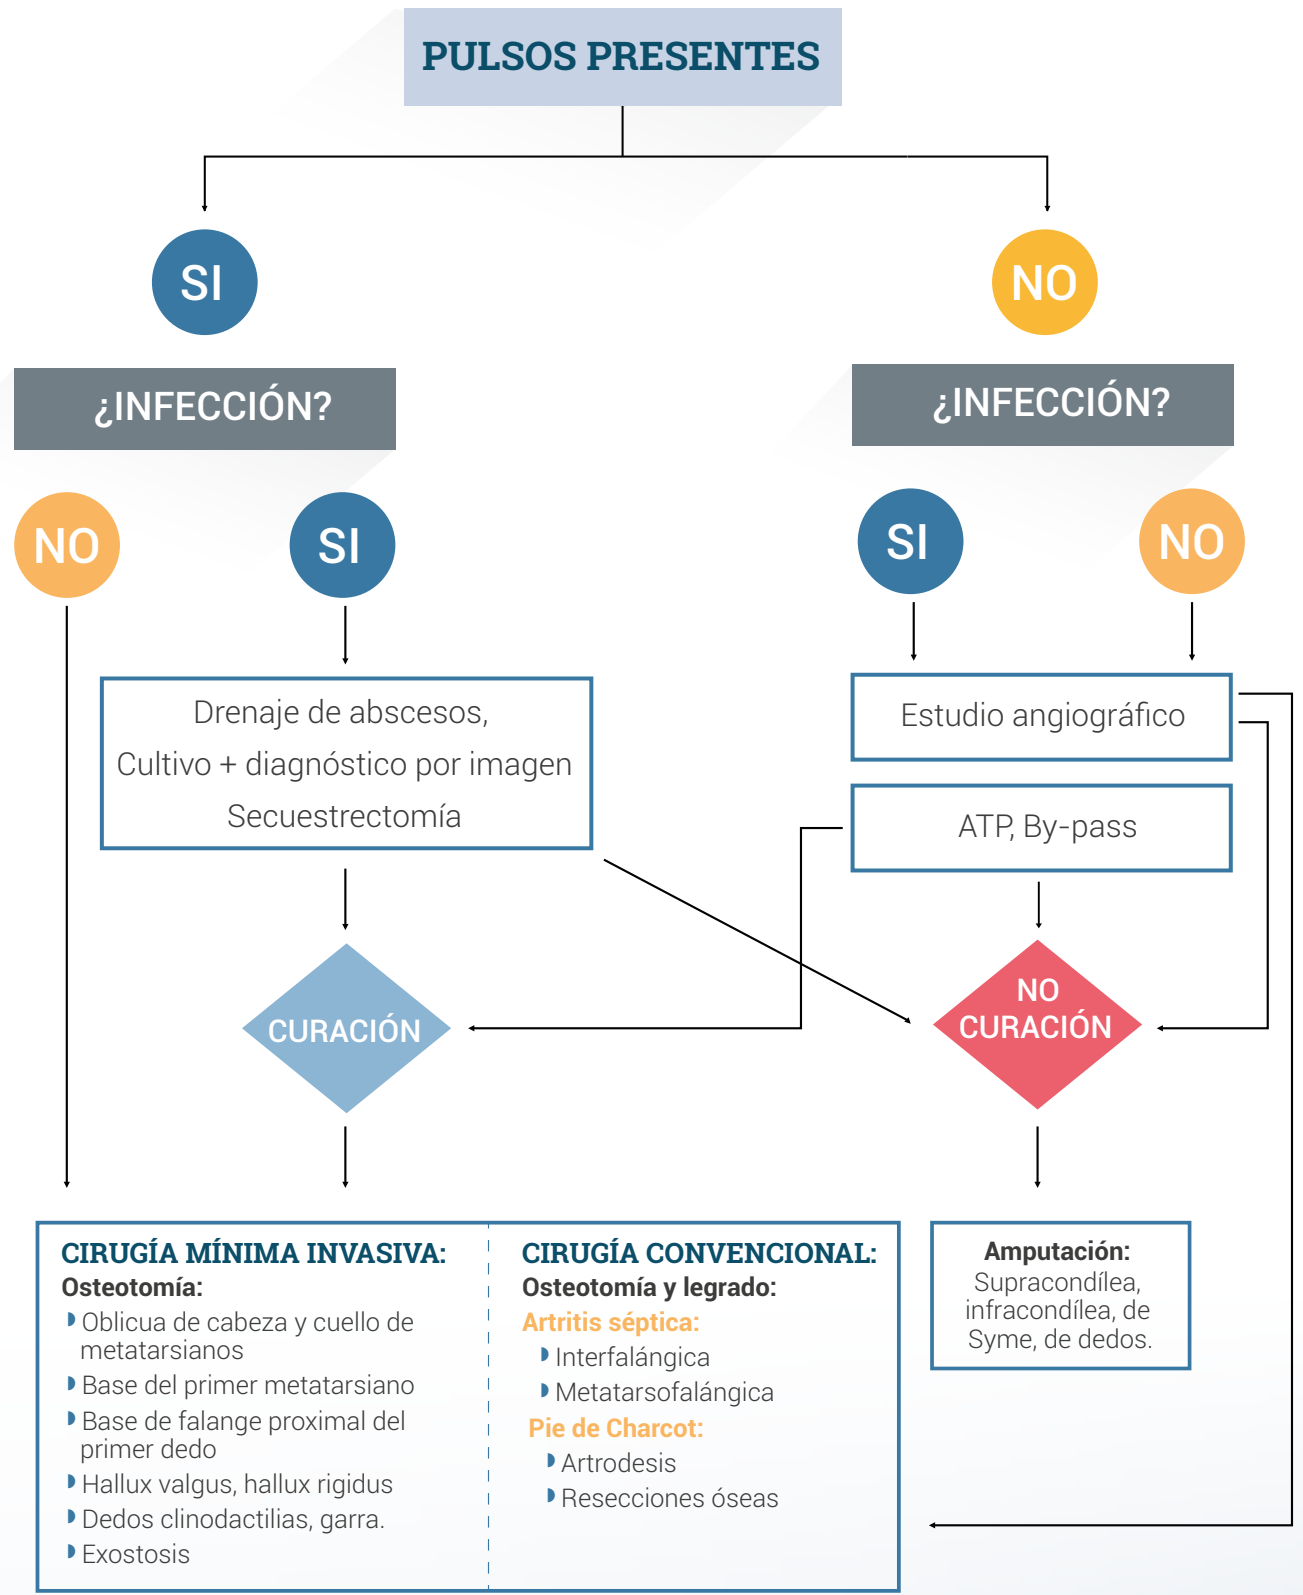 PULSOS PRESENTES
SI
NO
¿INFECCIÓN?
¿INFECCIÓN?
NO
SI
SI
NO
Drenaje de abscesos,
Cultivo + diagnóstico por imagen
Secuestrectomía
Estudio angiográfico
ATP, By-pass
CURACIÓN
NO
CURACIÓN
CIRUGÍA MÍNIMA INVASIVA:
Osteotomía:
Oblicua de cabeza y cuello de
metatarsianos
Base del primer metatarsiano
Base de falange proximal del
primer dedo
Hallux valgus, hallux rigidus
Dedos clinodactilias, garra.
Exostosis
CIRUGÍA CONVENCIONAL:
Osteotomía y legrado:
Artritis séptica:
Interfalángica
Metatarsofalángica
Pie de Charcot:
Artrodesis
Resecciones óseas
Amputación:
Supracondílea,
infracondílea, de
Syme, de dedos.